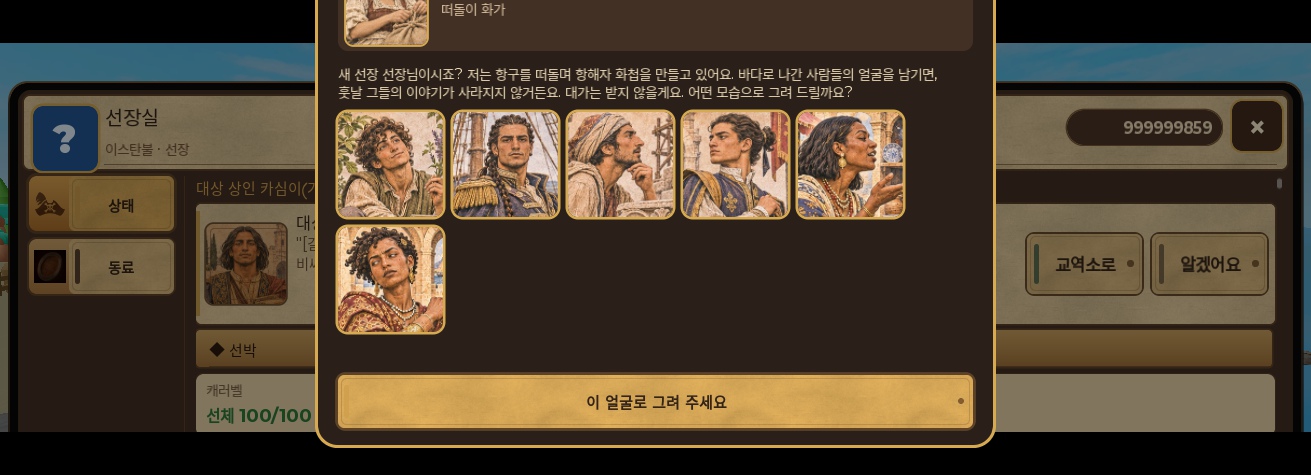 떠돌이 화가
새 선장 선장님이시죠? 저는 항구를 떠돌며 항해자 화첩을 만들고 있어요. 바다로 나간 사람들의 얼굴을 남기면,
훗날 그들의 이야기가 사라지지 않거든요. 대가는 받지 않을게요. 어떤 모습으로 그려 드릴까요?
이 얼굴로 그려 주세요
?
선장실
이스탄불 · 선장
999999859
×
상태
동료
대상 상인 카심이(가
대상
"[길
비싸
교역소로
알겠어요
◆ 선박
캐러벨
선체 100/100